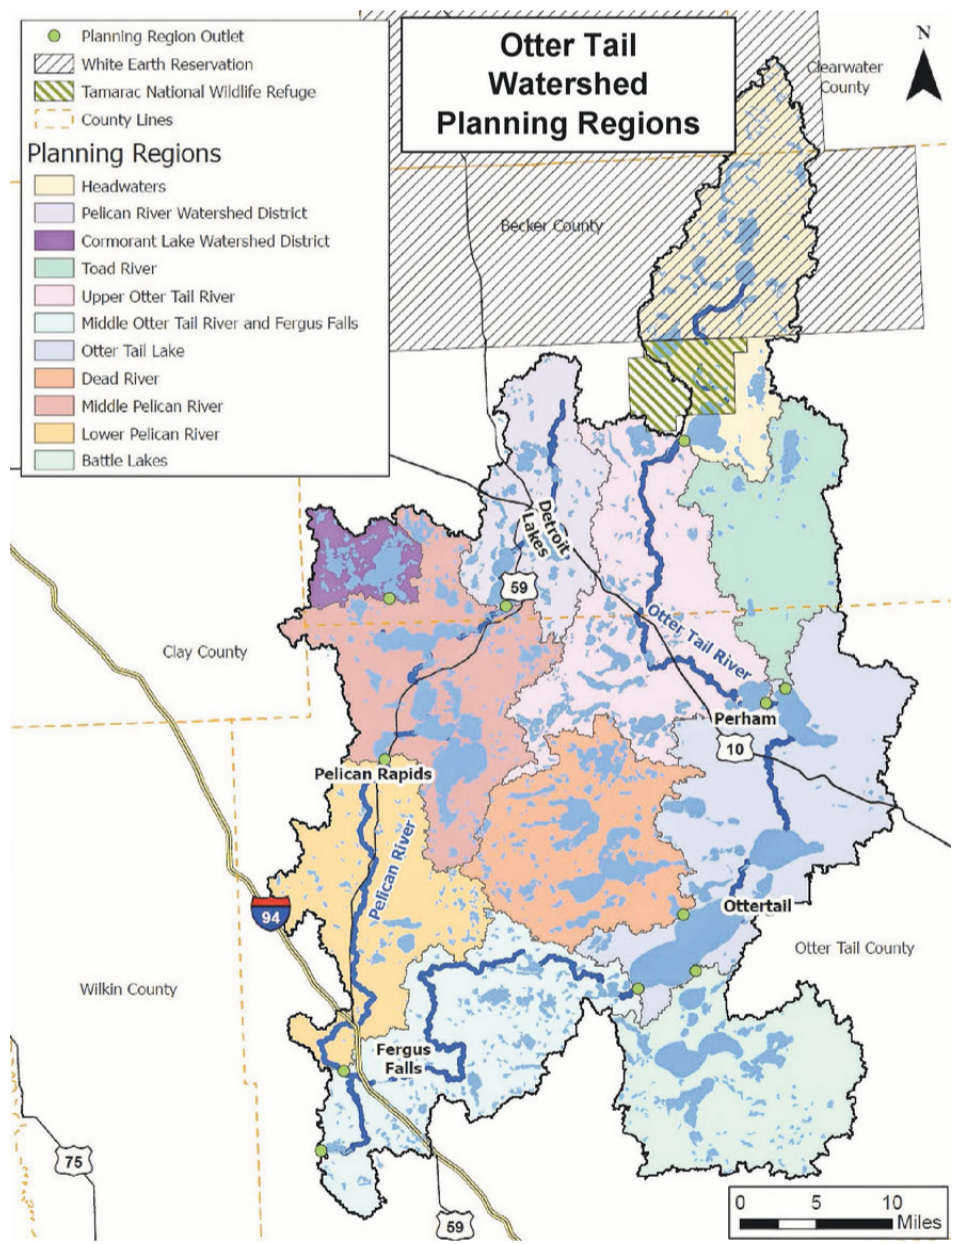 Otter Tail
Watershed
Planning Regions
N
Planning Region Outlet
White Earth Reservation
Tamarac National Wildlife Refuge
County Lines
Planning Regions
Headwaters
Pelican River Watershed District
Cormorant Lake Watershed District
Toad River
Upper Otter Tail River
Middle Otter Tail River and Fergus Falls
Otter Tail Lake
Dead River
Middle Pelican River
Lower Pelican River
Battle Lakes
Clearwater
County
Becker County
Detroit
Lakes
59
Otter Tail River
Clay County
Perham
10
Pelican Rapids
Pelican River
94
Ottertail
Otter Tail County
Wilkin County
Fergus
Falls
75
59
0 5 10
Miles